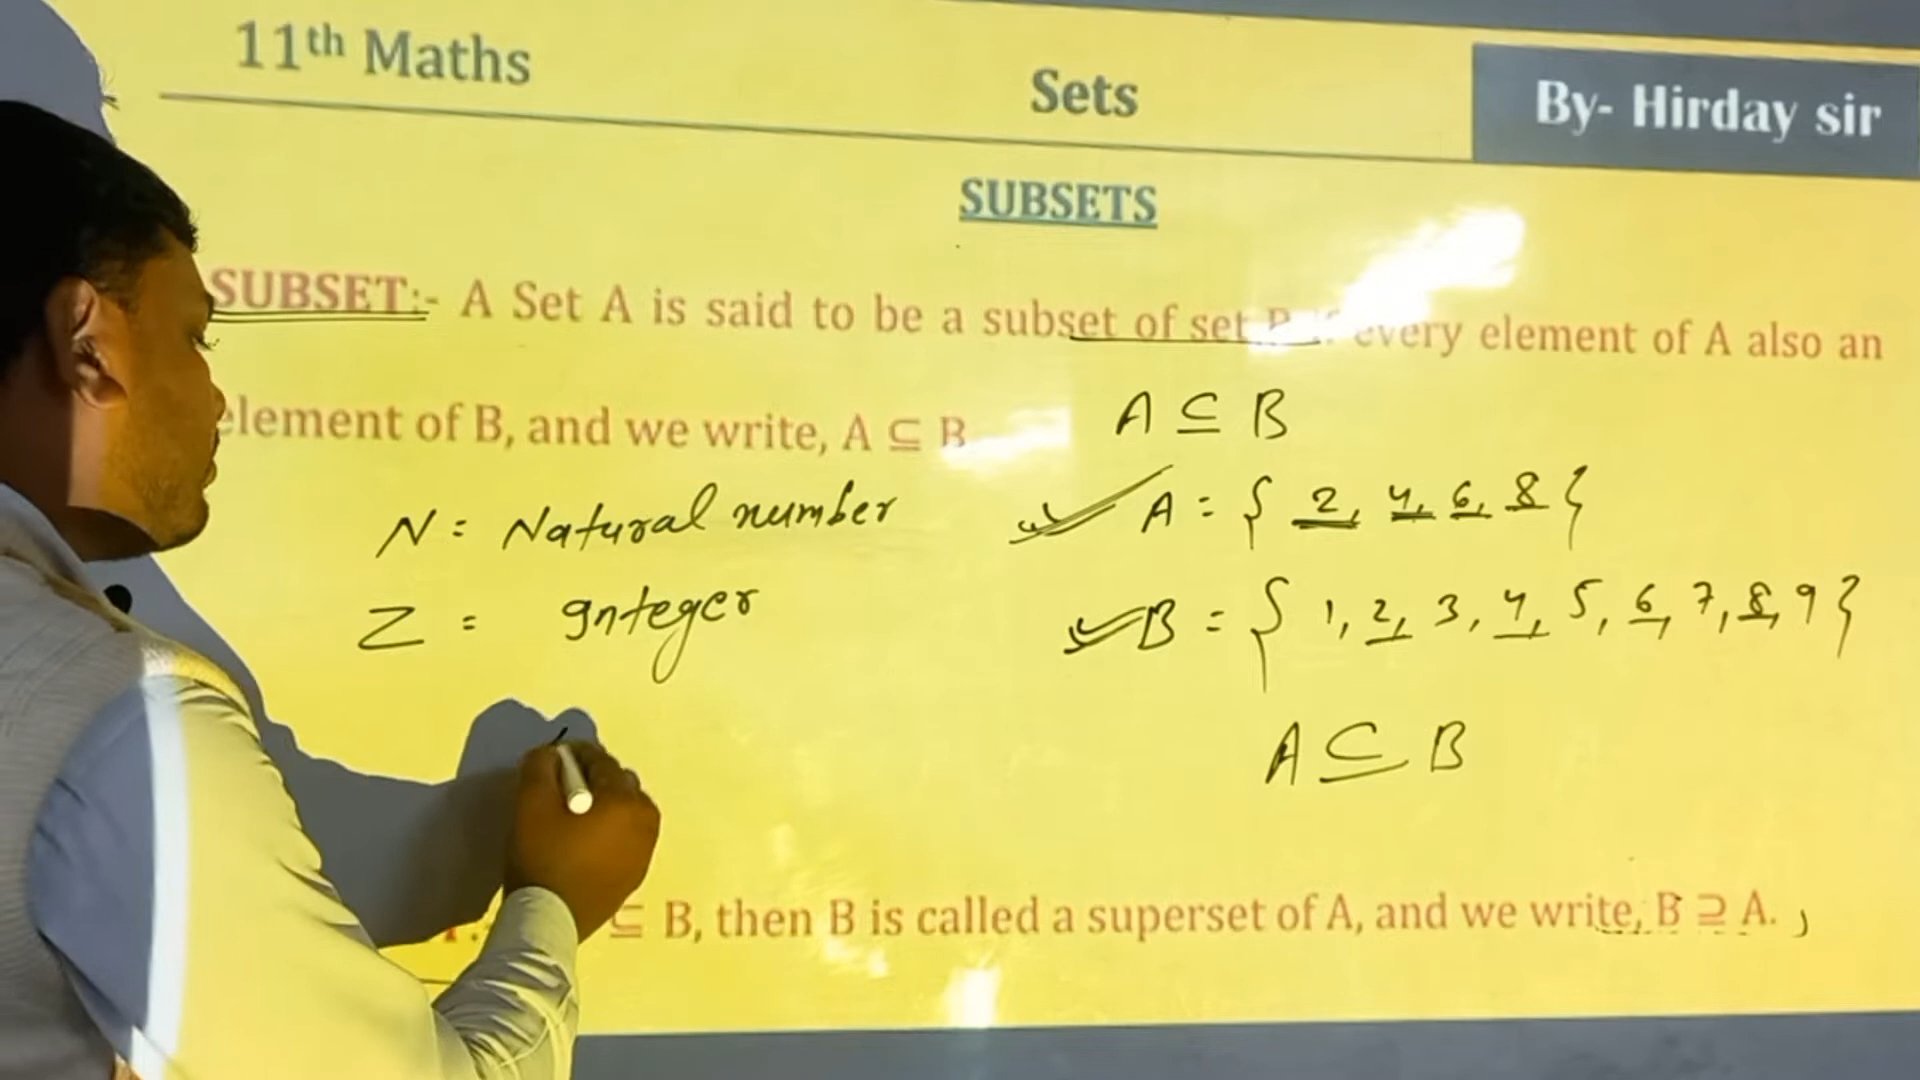 11th Maths
Sets
By- Hirday sir
SUBSETS
SUBSET:- A Set A is said to be a subset of set B if every element of A also an
element of B, and we write, A ⊆ B
A ⊆ B
N = Natural number
A = { 2, 4, 6, 8 }
Z = Integer
B = { 1, 2, 3, 4, 5, 6, 7, 8, 9 }
A ⊆ B
⊆ B, then B is called a superset of A, and we write, B ⊇ A.